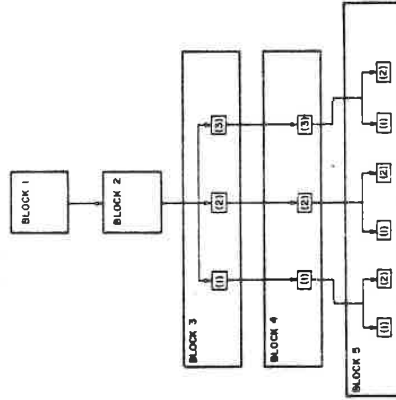 BLOCK 1
BLOCK 2
BLOCK 3
(1) (2) (3)
BLOCK 4
(1) (2) (3)
BLOCK 5
(1) (2) (1) (2) (1) (2)